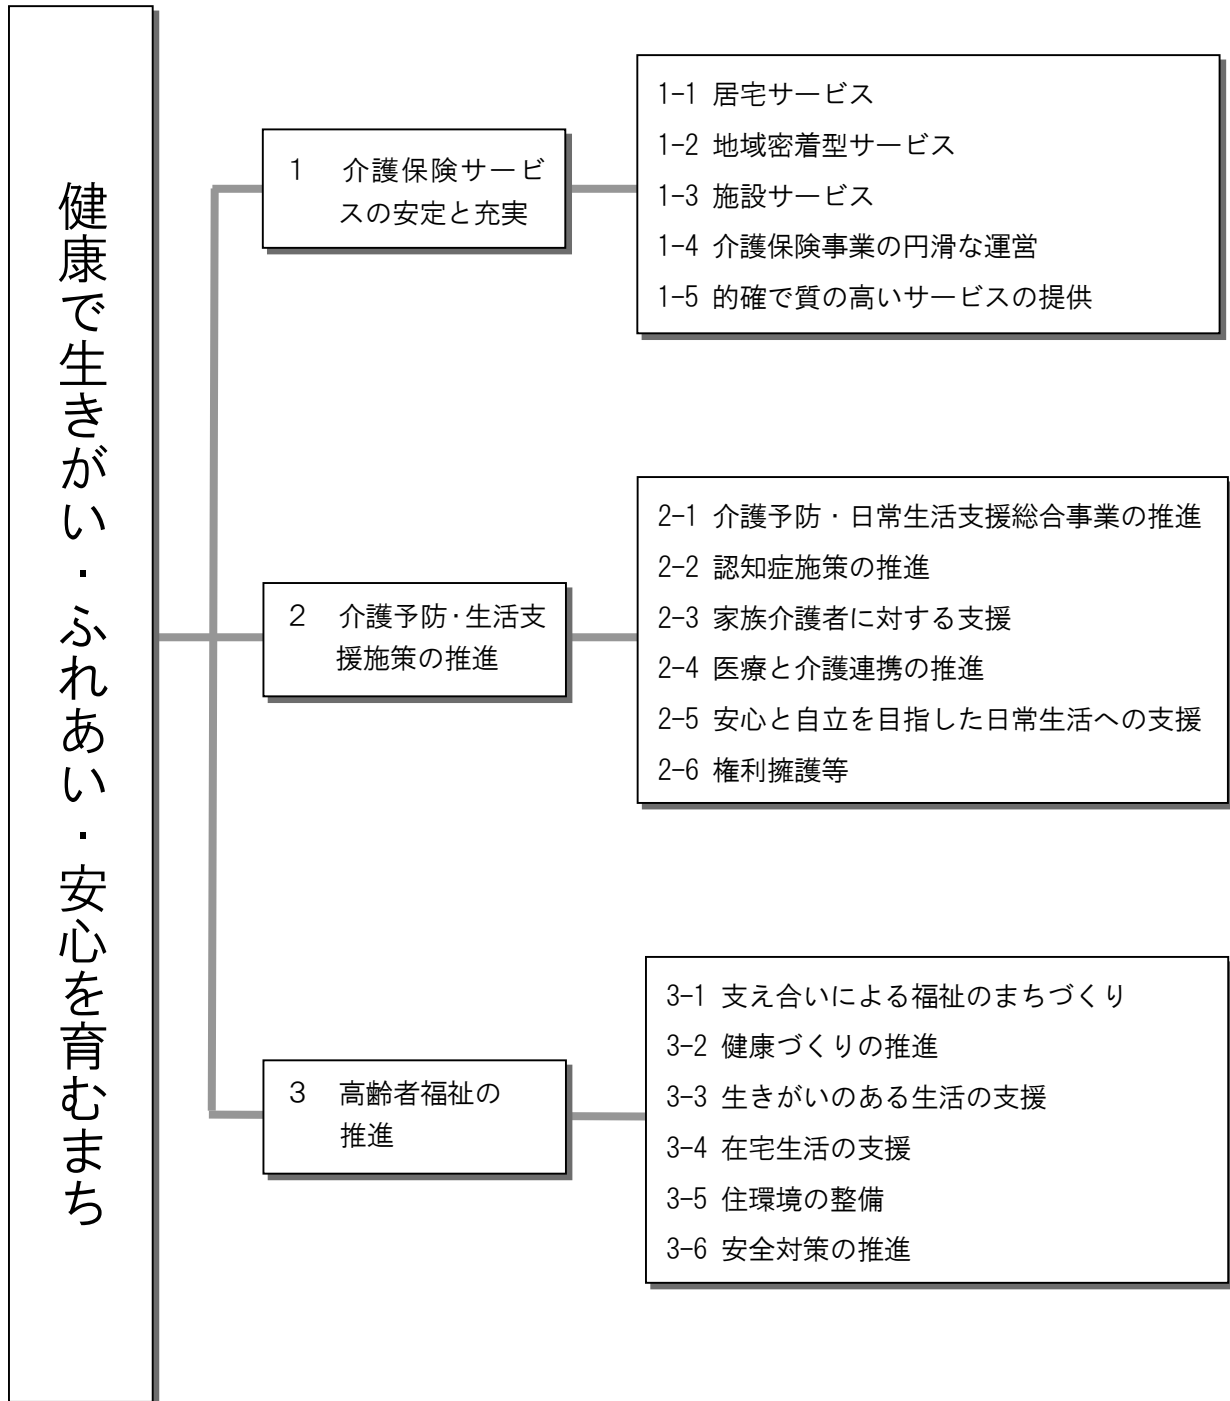 健康で生きがい・ふれあい・安心を育むまち
1 介護保険サービ
スの安定と充実
1-1 居宅サービス
1-2 地域密着型サービス
1-3 施設サービス
1-4 介護保険事業の円滑な運営
1-5 的確で質の高いサービスの提供
2 介護予防・生活支
援施策の推進
2-1 介護予防・日常生活支援総合事業の推進
2-2 認知症施策の推進
2-3 家族介護者に対する支援
2-4 医療と介護連携の推進
2-5 安心と自立を目指した日常生活への支援
2-6 権利擁護等
3 高齢者福祉の
推進
3-1 支え合いによる福祉のまちづくり
3-2 健康づくりの推進
3-3 生きがいのある生活の支援
3-4 在宅生活の支援
3-5 住環境の整備
3-6 安全対策の推進